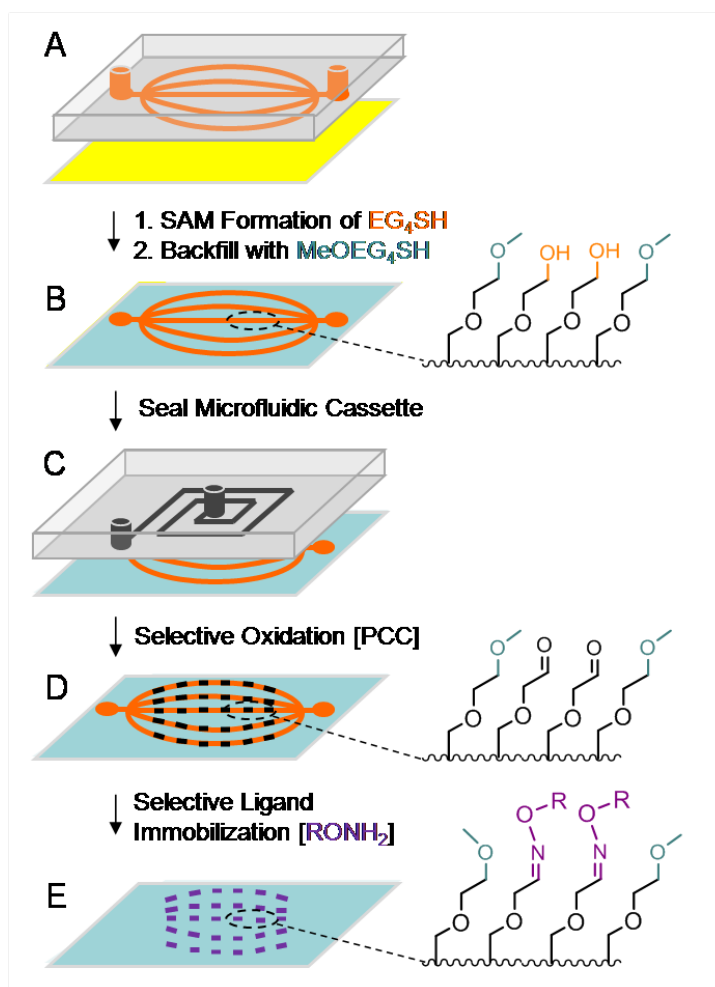 A
1. SAM Formation of EG₄SH
2. Backfill with MeOEG₄SH
B
O OH OH O
O O O O
Seal Microfluidic Cassette
C
Selective Oxidation [PCC]
D
O O O O
O O O O
Selective Ligand
Immobilization [RONH₂]
E
O R O R
O N N O
O O O O